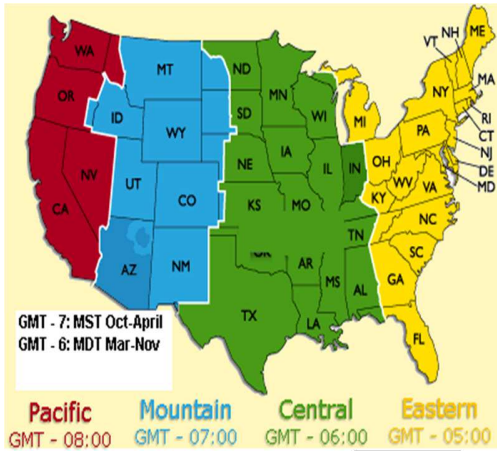 WA
MT
ND
MN
ME
NH
VT
OR
ID
WY
SD
WI
MI
NY
MA
RI
CT
NJ
DE
MD
NV
UT
CO
NE
IA
IL
IN
OH
PA
WV
VA
KY
CA
KS
MO
NC
TN
AZ
NM
AR
SC
MS
AL
GA
TX
LA
FL
GMT - 7: MST Oct-April
GMT - 6: MDT Mar-Nov
Pacific
GMT - 08:00
Mountain
GMT - 07:00
Central
GMT - 06:00
Eastern
GMT - 05:00